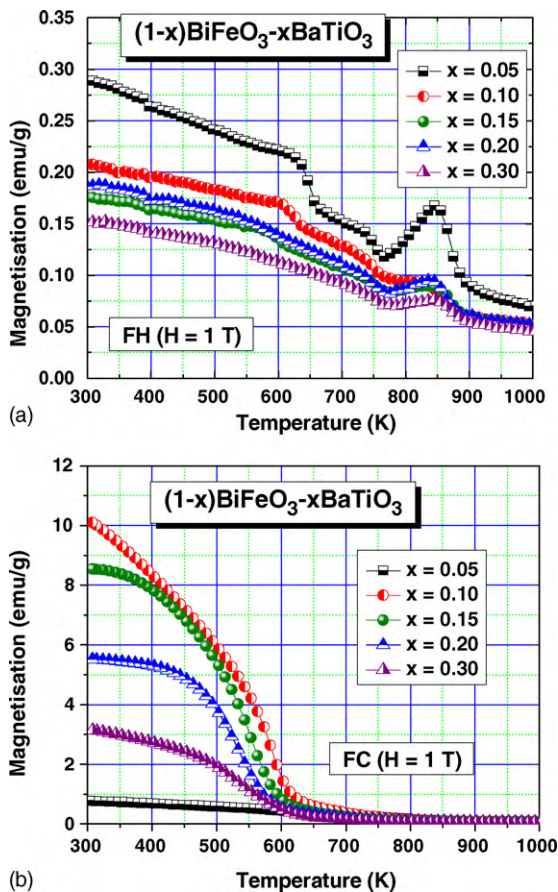 (1-x)BiFeO₃-xBaTiO₃
0.35
0.30
0.25
0.20
0.15
0.10
0.05
0.00
Magnetisation (emu/g)
x = 0.05
x = 0.10
x = 0.15
x = 0.20
x = 0.30
FH (H = 1 T)
300 400 500 600 700 800 900 1000
Temperature (K)
(a)
(1-x)BiFeO₃-xBaTiO₃
12
10
8
6
4
2
0
Magnetisation (emu/g)
x = 0.05
x = 0.10
x = 0.15
x = 0.20
x = 0.30
FC (H = 1 T)
300 400 500 600 700 800 900 1000
Temperature (K)
(b)